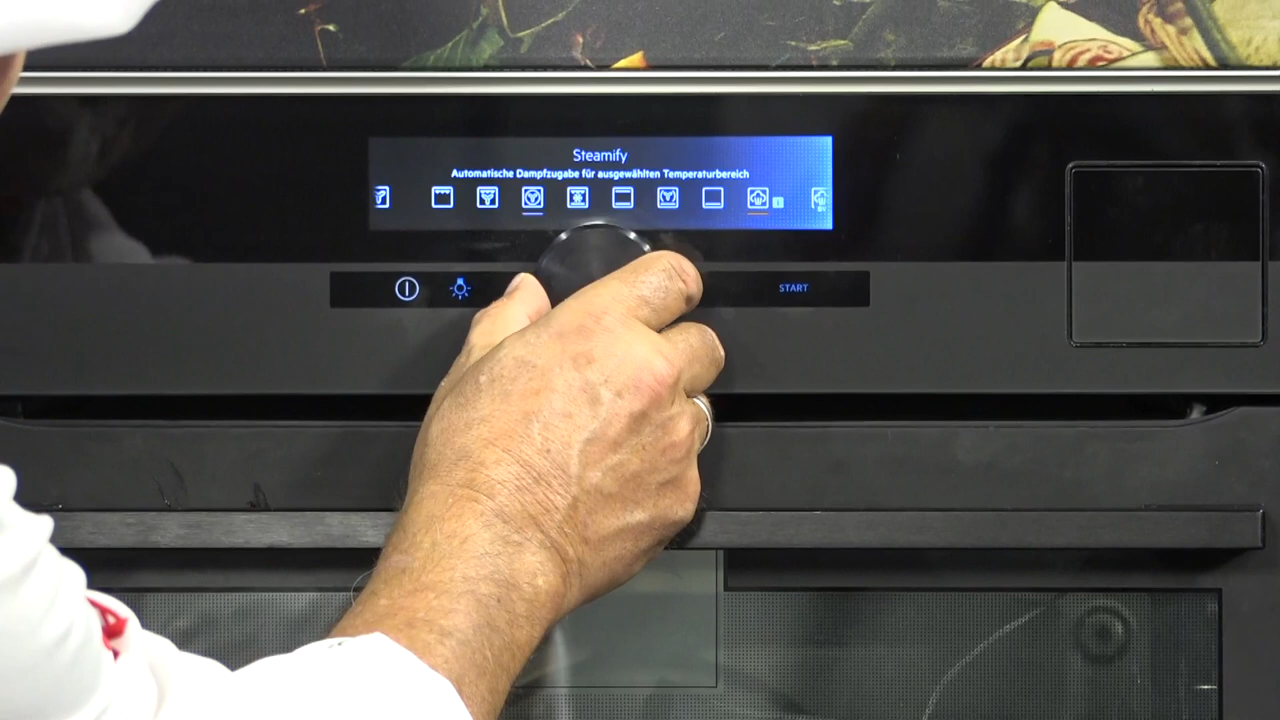 Steamify
Automatische Dampfzugabe für ausgewählten Temperaturbereich
START